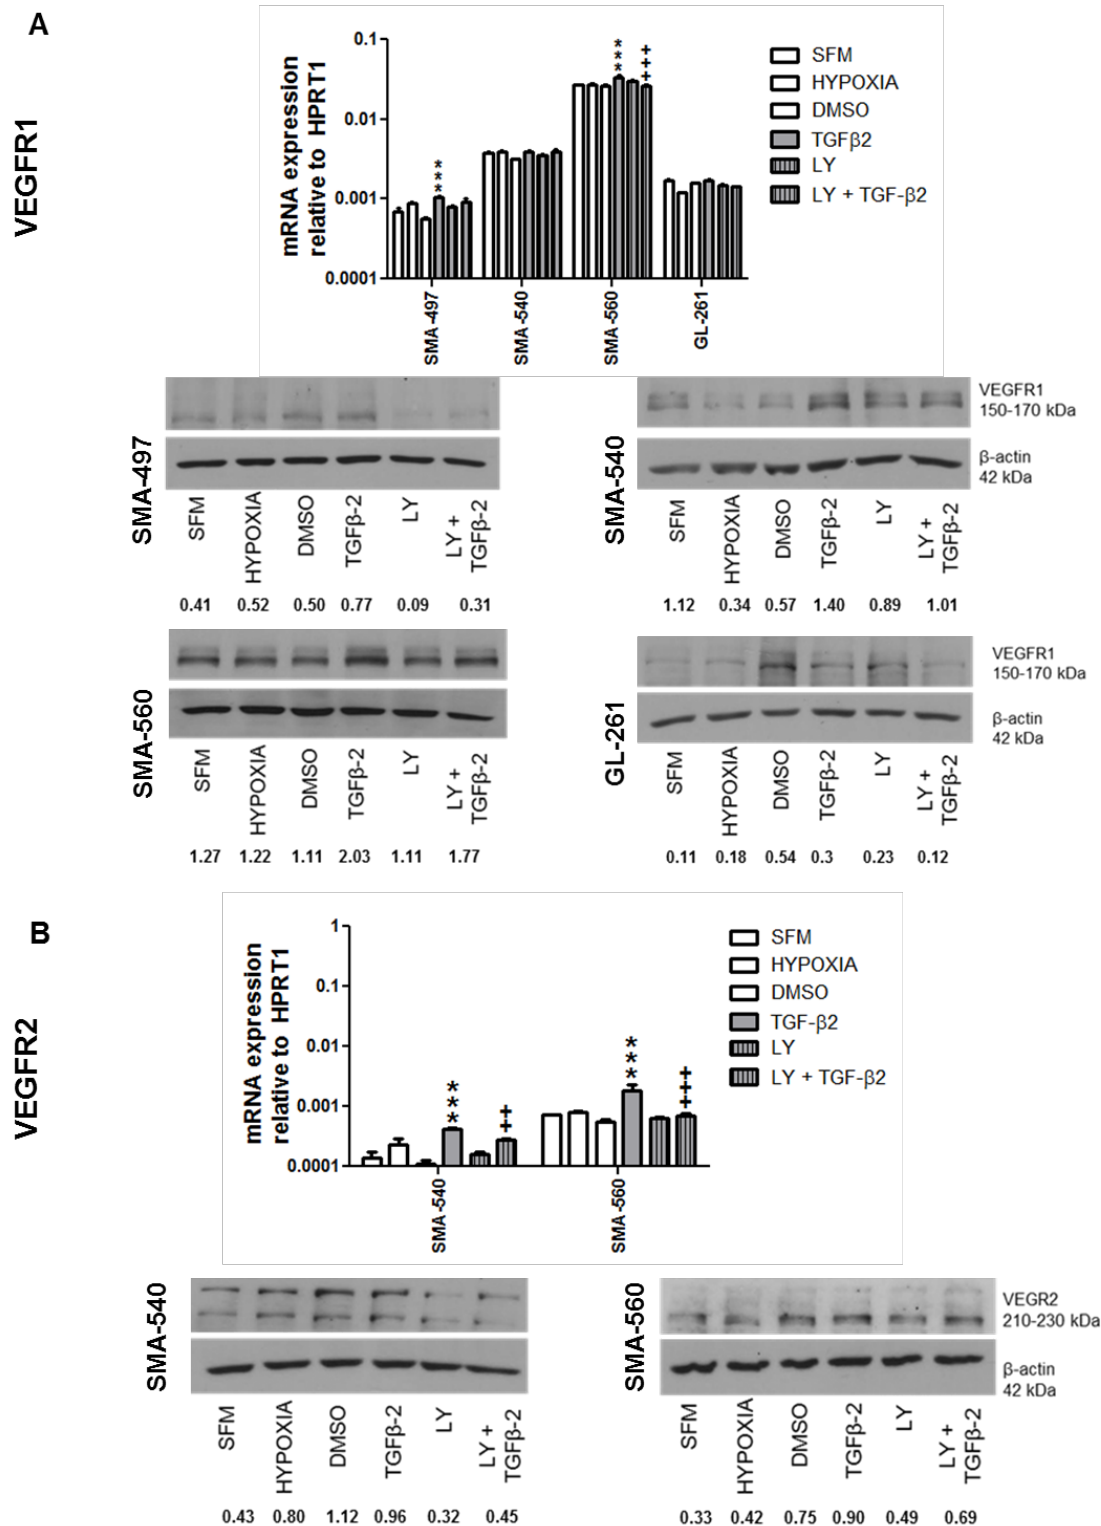 A
VEGFR1
mRNA expression
relative to HPRT1
0.1
0.01
0.001
0.0001
***
***
+++
SFM
HYPOXIA
DMSO
TGFβ2
LY
LY + TGF-β2
SMA-497
SMA-540
SMA-560
GL-261
SMA-497
SFM
HYPOXIA
DMSO
TGFβ-2
LY
LY +
TGFβ-2
0.41 0.52 0.50 0.77 0.09 0.31
SMA-540
VEGFR1
150-170 kDa
β-actin
42 kDa
SFM
HYPOXIA
DMSO
TGFβ-2
LY
LY +
TGFβ-2
1.12 0.34 0.57 1.40 0.89 1.01
SMA-560
SFM
HYPOXIA
DMSO
TGFβ-2
LY
LY +
TGFβ-2
1.27 1.22 1.11 2.03 1.11 1.77
GL-261
VEGFR1
150-170 kDa
β-actin
42 kDa
SFM
HYPOXIA
DMSO
TGFβ-2
LY
LY +
TGFβ-2
0.11 0.18 0.54 0.3 0.23 0.12
B
VEGFR2
mRNA expression
relative to HPRT1
1
0.1
0.01
0.001
0.0001
***
++
***
+++
SFM
HYPOXIA
DMSO
TGF-β2
LY
LY + TGF-β2
SMA-540
SMA-560
SMA-540
SFM
HYPOXIA
DMSO
TGFβ-2
LY
LY +
TGFβ-2
0.43 0.80 1.12 0.96 0.32 0.45
SMA-560
VEGR2
210-230 kDa
β-actin
42 kDa
SFM
HYPOXIA
DMSO
TGFβ-2
LY
LY +
TGFβ-2
0.33 0.42 0.75 0.90 0.49 0.69